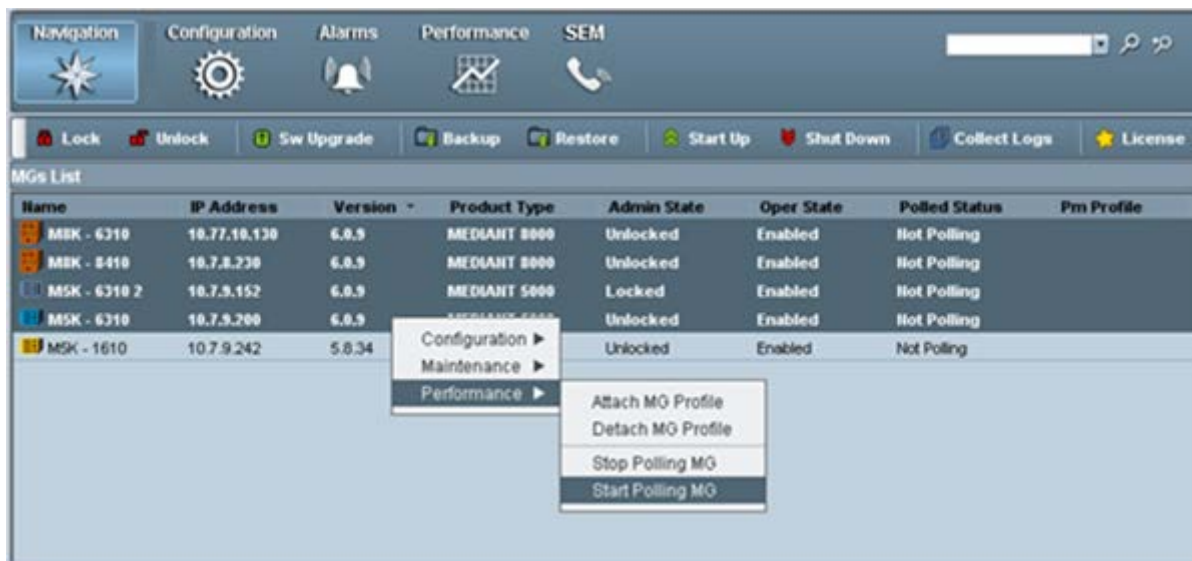 Navigation Configuration Alarms Performance SEM
Lock Unlock Sw Upgrade Backup Restore Start Up Shut Down Collect Logs License
MGs List
Name IP Address Version Product Type Admin State Oper State Polled Status Pm Profile
M8K - 6310 10.77.10.130 6.0.9 MEDIANT 8000 Unlocked Enabled Not Polling
M8K - 8410 10.7.8.230 6.0.9 MEDIANT 8000 Unlocked Enabled Not Polling
M5K - 6310 2 10.7.9.152 6.0.9 MEDIANT 5000 Locked Enabled Not Polling
M5K - 6310 10.7.9.200 6.0.9 MEDIANT 5000 Unlocked Enabled Not Polling
M5K - 1610 10.7.9.242 5.8.34 Unlocked Enabled Not Polling
Configuration
Maintenance
Performance
Attach MG Profile
Detach MG Profile
Stop Polling MG
Start Polling MG